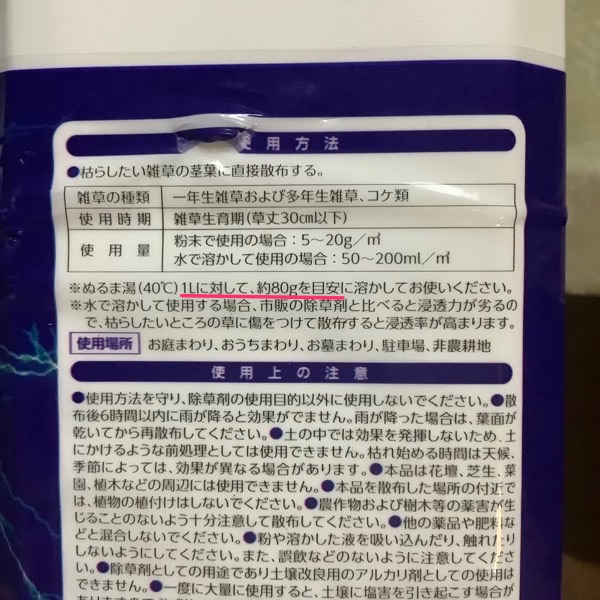 使用方法
●枯らしたい雑草の茎葉に直接散布する。
雑草の種類 一年生雑草および多年生雑草、コケ類
使用時期 雑草生育期(草丈30㎝以下)
使用量 粉末で使用の場合：5～20g／㎡
水で溶かして使用の場合：50～200ml／㎡
※ぬるま湯(40℃)1Lに対して、約80gを目安に溶かしてお使いください。
※水で溶かして使用する場合、市販の除草剤と比べると浸透力が劣るの
で、枯らしたいところの草に傷をつけて散布すると浸透率が高まります。
使用場所 お庭まわり、おうちまわり、お墓まわり、駐車場、非農耕地
使用上の注意
●使用方法を守り、除草剤の使用目的以外に使用しないでください。●散
布後6時間以内に雨が降ると効果がでません。雨が降った場合は、葉面が
乾いてから再散布してください。●土の中では効果を発揮しないため、土
にかけるような前処理としては使用できません。枯れ始める時間は天候、
季節によっては、効果が異なる場合があります。●本品は花壇、芝生、菜
園、植木などの周辺には使用できません。●本品を散布した場所の付近で
は、植物の植付けはしないでください。●農作物および樹木等の薬害が生
じることのないよう十分注意して散布してください。●他の薬品や肥料な
どと混合しないでください。●粉や溶かした液を吸い込んだり、触れたり
しないようにしてください。また、誤飲などのないように注意してくださ
い。●除草剤としての用途であり土壌改良用のアルカリ剤としての使用は
できません。●一度に大量に使用すると、土壌に塩害を引き起こす場合が